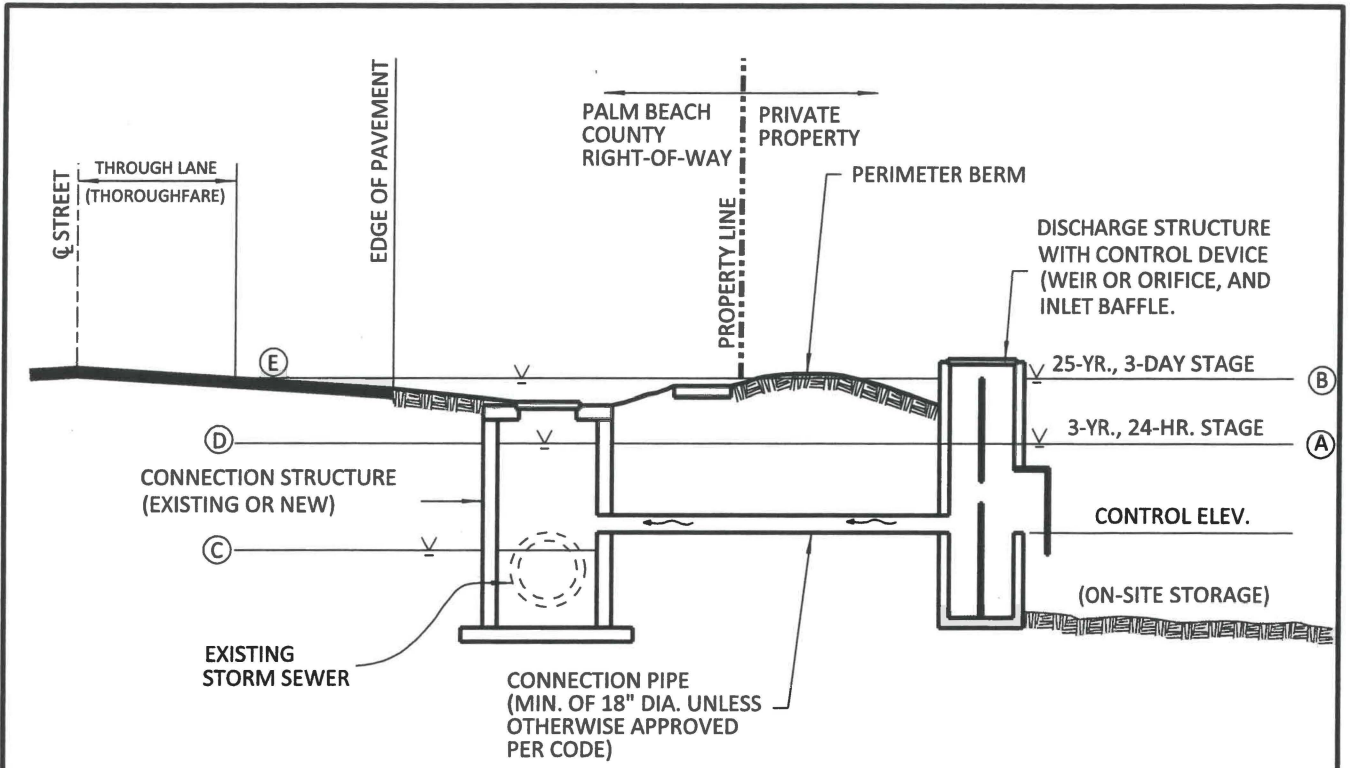 ℄ STREET
THROUGH LANE
(THOROUGHFARE)
EDGE OF PAVEMENT
PALM BEACH
COUNTY
RIGHT-OF-WAY
PRIVATE
PROPERTY
PROPERTY LINE
PERIMETER BERM
DISCHARGE STRUCTURE
WITH CONTROL DEVICE
(WEIR OR ORIFICE, AND
INLET BAFFLE.
E
25-YR., 3-DAY STAGE
B
D
3-YR., 24-HR. STAGE
A
CONNECTION STRUCTURE
(EXISTING OR NEW)
CONTROL ELEV.
C
(ON-SITE STORAGE)
EXISTING
STORM SEWER
CONNECTION PIPE
(MIN. OF 18" DIA. UNLESS
OTHERWISE APPROVED
PER CODE)